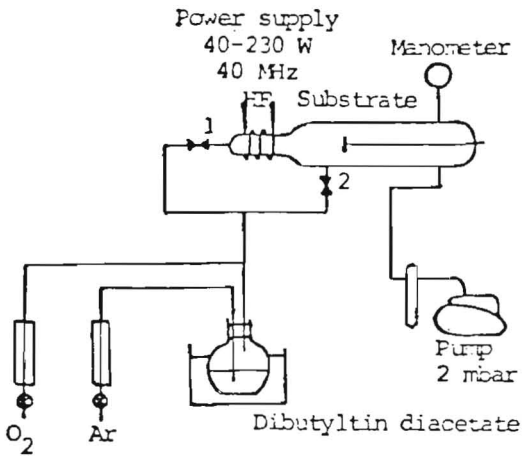 Power supply
40-230 W
40 MHz
HF
Substrate
Manometer
1
2
Pump
2 mbar
Dibutyltin diacetate
O₂
Ar